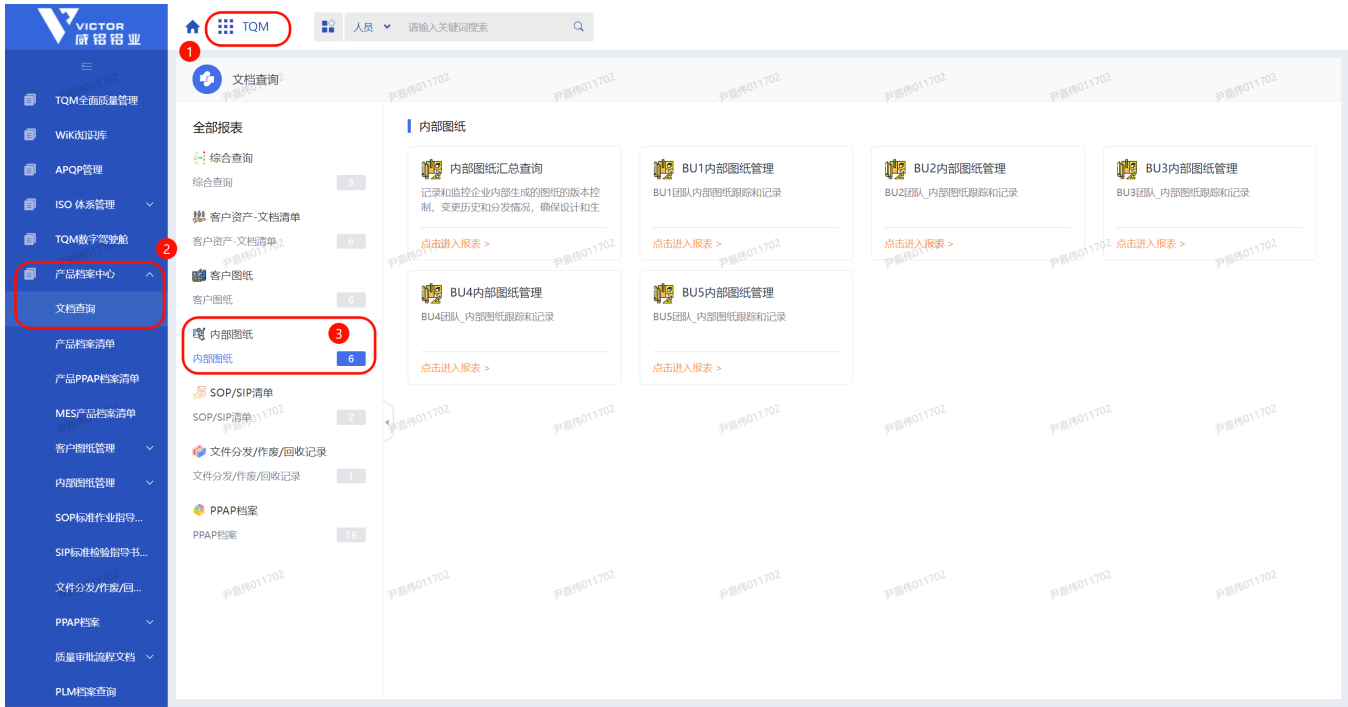 VICTOR
威铝铝业
TQM
人员
请输入关键词搜索
1
文档查询
TQM全面质量管理
WiKi知识库
APQP管理
ISO 体系管理
TQM数字驾驶舱
2
产品档案中心
文档查询
产品档案清单
产品PPAP档案清单
MES产品档案清单
客户图纸管理
内部图纸管理
SOP标准作业指导...
SIP标准检验指导书...
文件分发/作废/回...
PPAP档案
质量审批流程文档
PLM档案查询
全部报表
综合查询
综合查询 5
客户资产-文档清单
客户资产-文档清单 6
客户图纸
客户图纸 6
内部图纸 3
内部图纸 6
SOP/SIP清单
SOP/SIP清单 2
文件分发/作废/回收记录
文件分发/作废/回收记录 1
PPAP档案
PPAP档案 18
内部图纸
内部图纸汇总查询
记录和监控企业内部生成的图纸的版本控
制、变更历史和分发情况，确保设计和生
点击进入报表 >
BU1内部图纸管理
BU1团队内部图纸跟踪和记录
点击进入报表 >
BU2内部图纸管理
BU2团队_内部图纸跟踪和记录
点击进入报表 >
BU3内部图纸管理
BU3团队_内部图纸跟踪和记录
点击进入报表 >
BU4内部图纸管理
BU4团队_内部图纸跟踪和记录
点击进入报表 >
BU5内部图纸管理
BU5团队_内部图纸跟踪和记录
点击进入报表 >
尹嘉伟011702